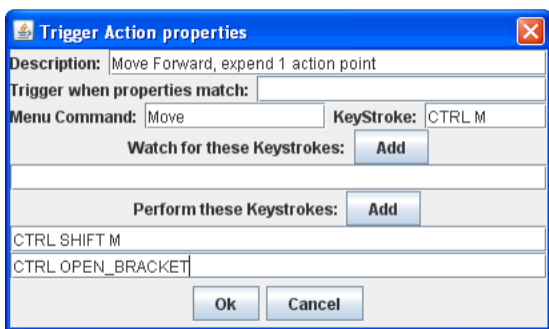 Trigger Action properties
Description: Move Forward, expend 1 action point
Trigger when properties match:
Menu Command: Move KeyStroke: CTRL M
Watch for these Keystrokes: Add
Perform these Keystrokes: Add
CTRL SHIFT M
CTRL OPEN_BRACKET
Ok Cancel